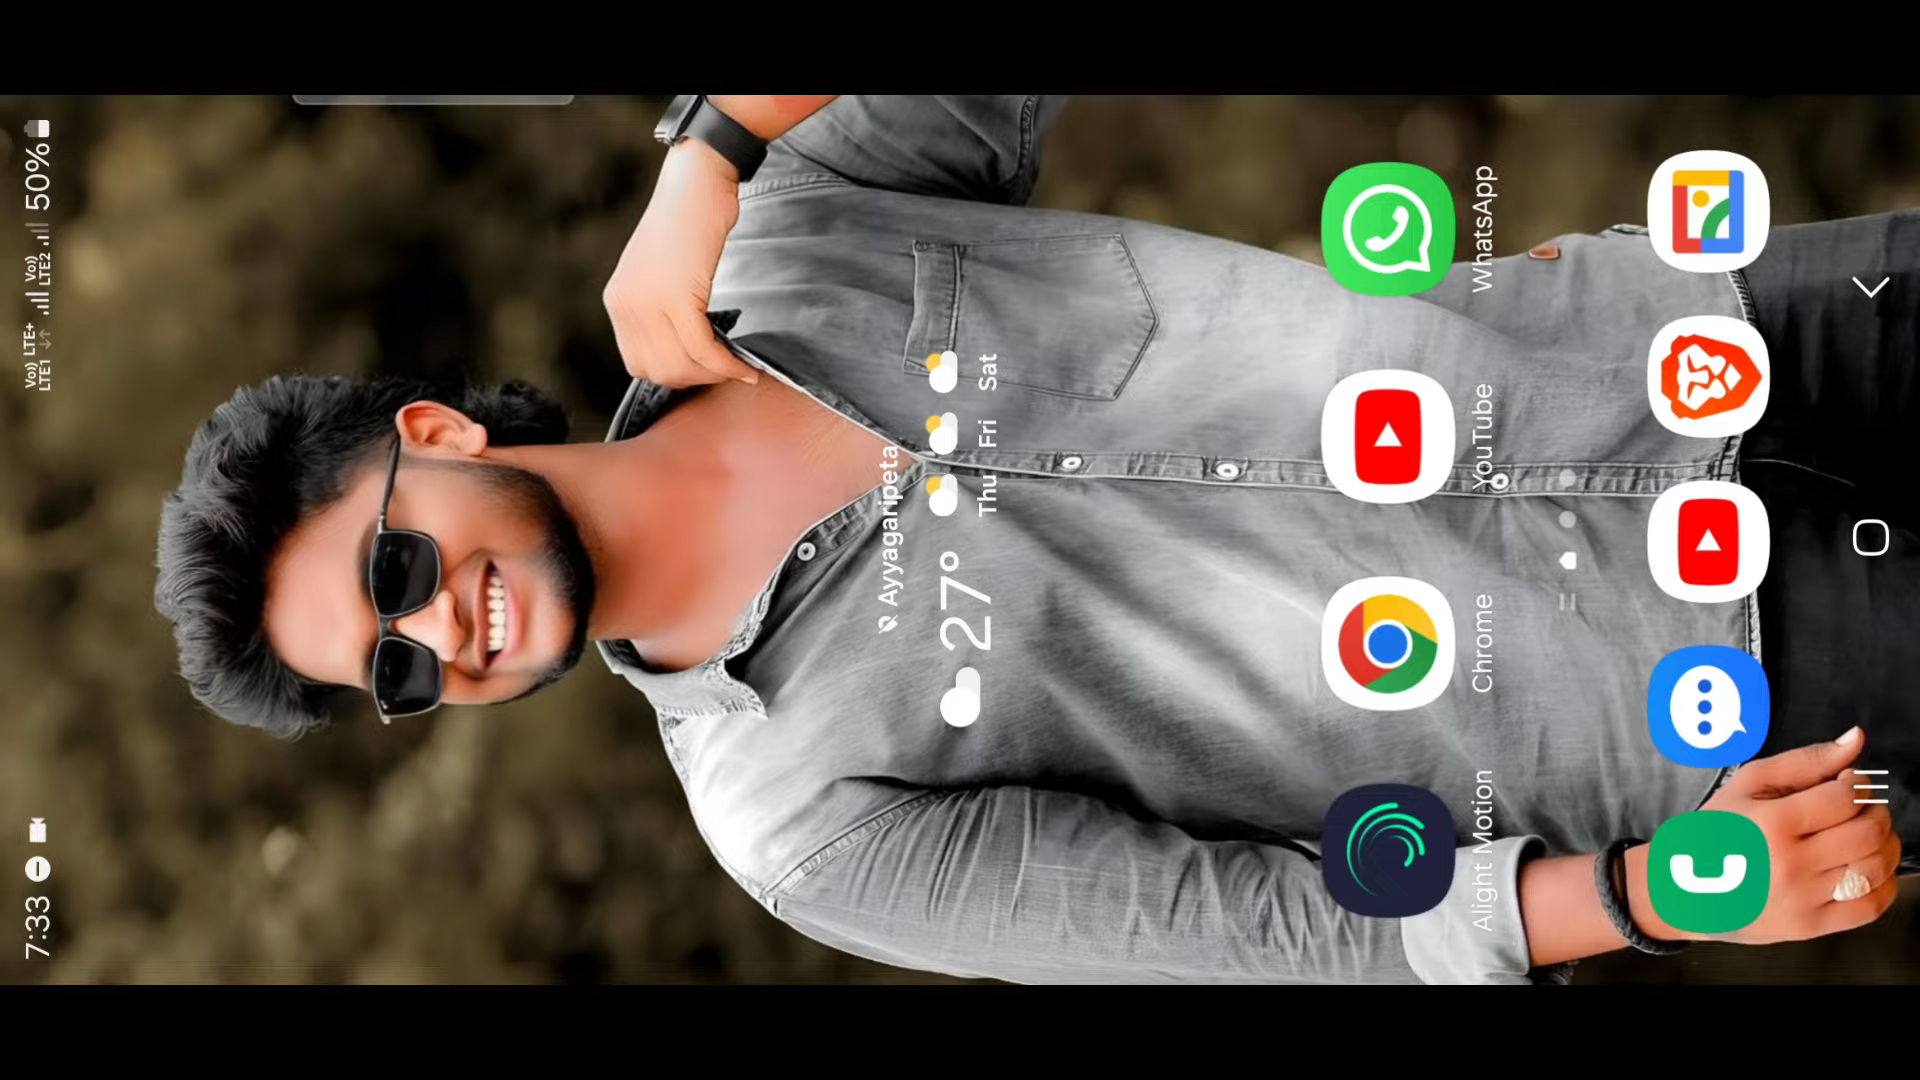 7:33
Vo)) LTE+
LTE1
Vo))
LTE2
50%
Ayyagaripeta
27°
Thu Fri Sat
Alight Motion
Chrome
YouTube
WhatsApp